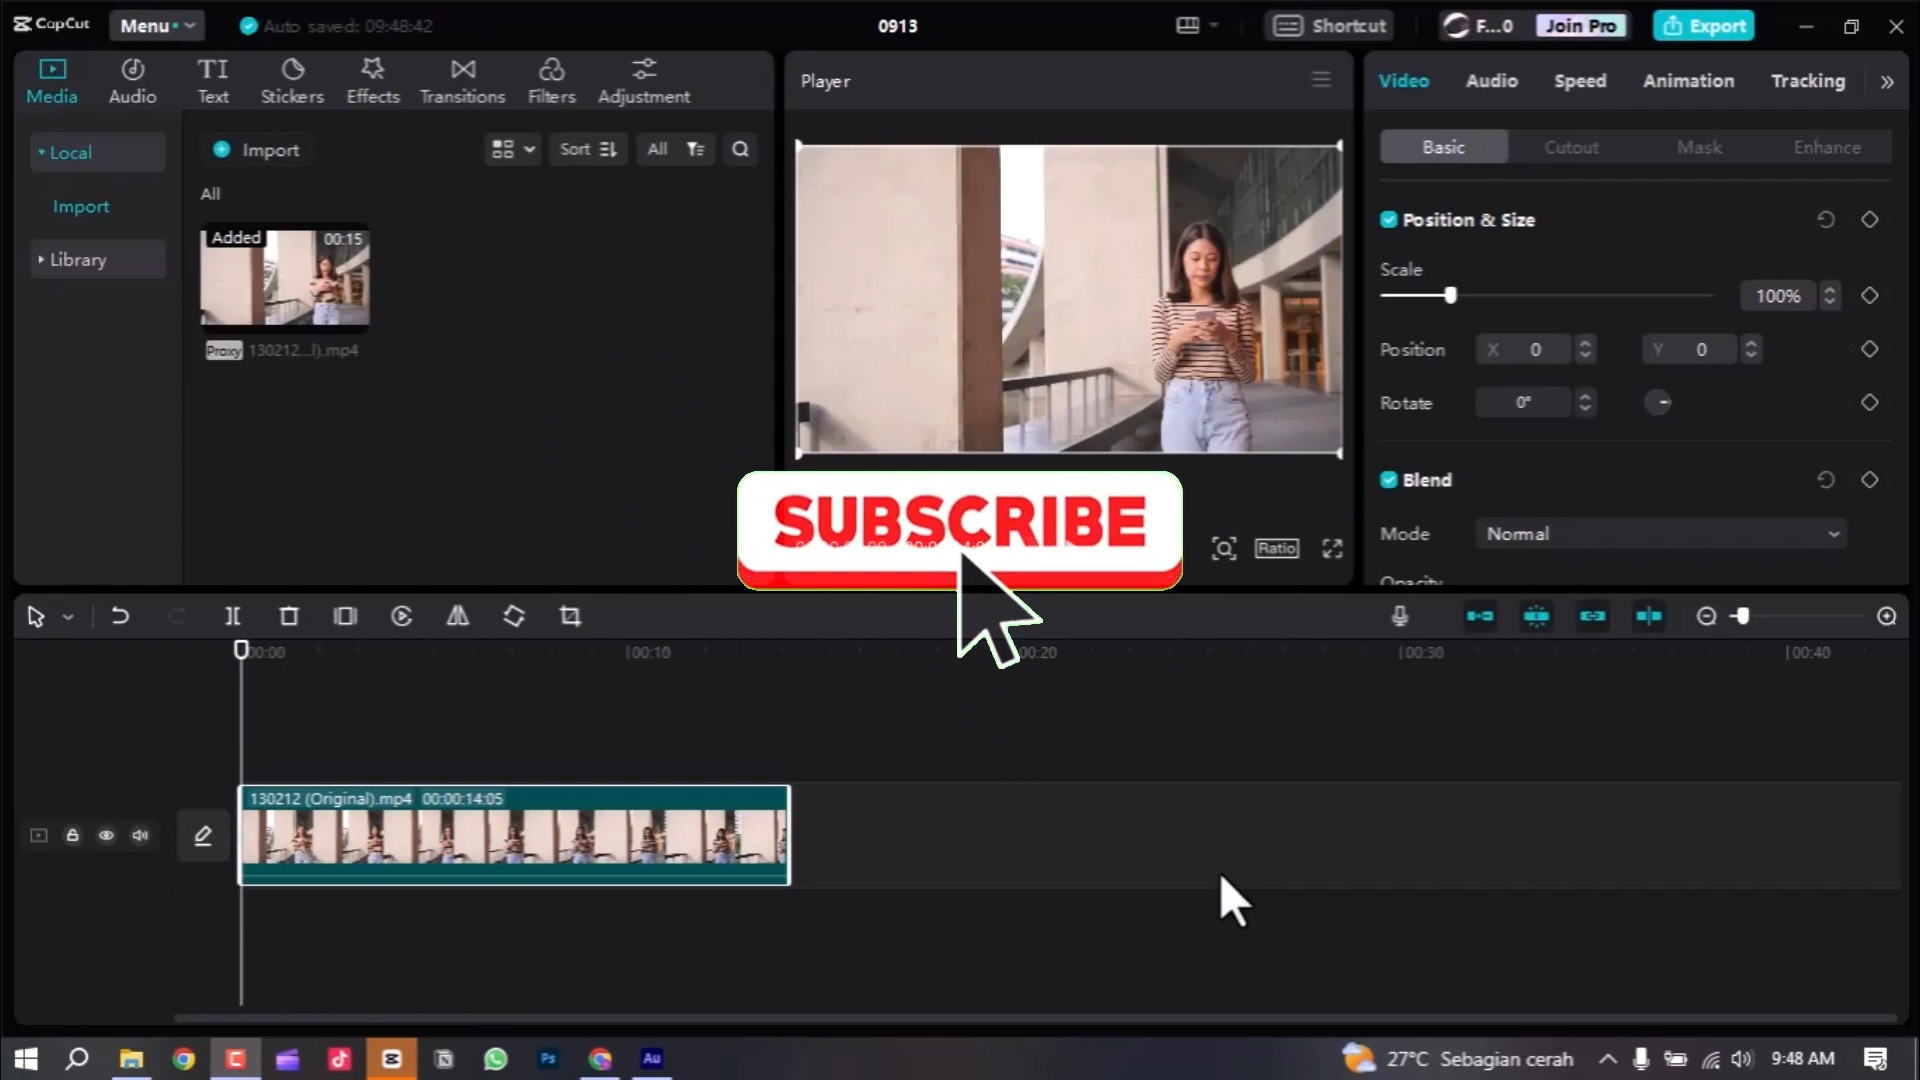 CapCut
Menu
Auto saved: 09:48:42
0913
Shortcut
F...0
Join Pro
Export
Media
Audio
Text
Stickers
Effects
Transitions
Filters
Adjustment
Local
Import
Library
Import
Sort
All
All
Added
00:15
Proxy
130212...l).mp4
Player
SUBSCRIBE
Ratio
Video
Audio
Speed
Animation
Tracking
Basic
Cutout
Mask
Enhance
Position & Size
Scale
100%
Position
X 0
Y 0
Rotate
0°
Blend
Mode
Normal
Opacity
00:00
00:10
00:20
00:30
00:40
130212 (Original).mp4 00:00:14:05
Ps
Au
27°C Sebagian cerah
9:48 AM